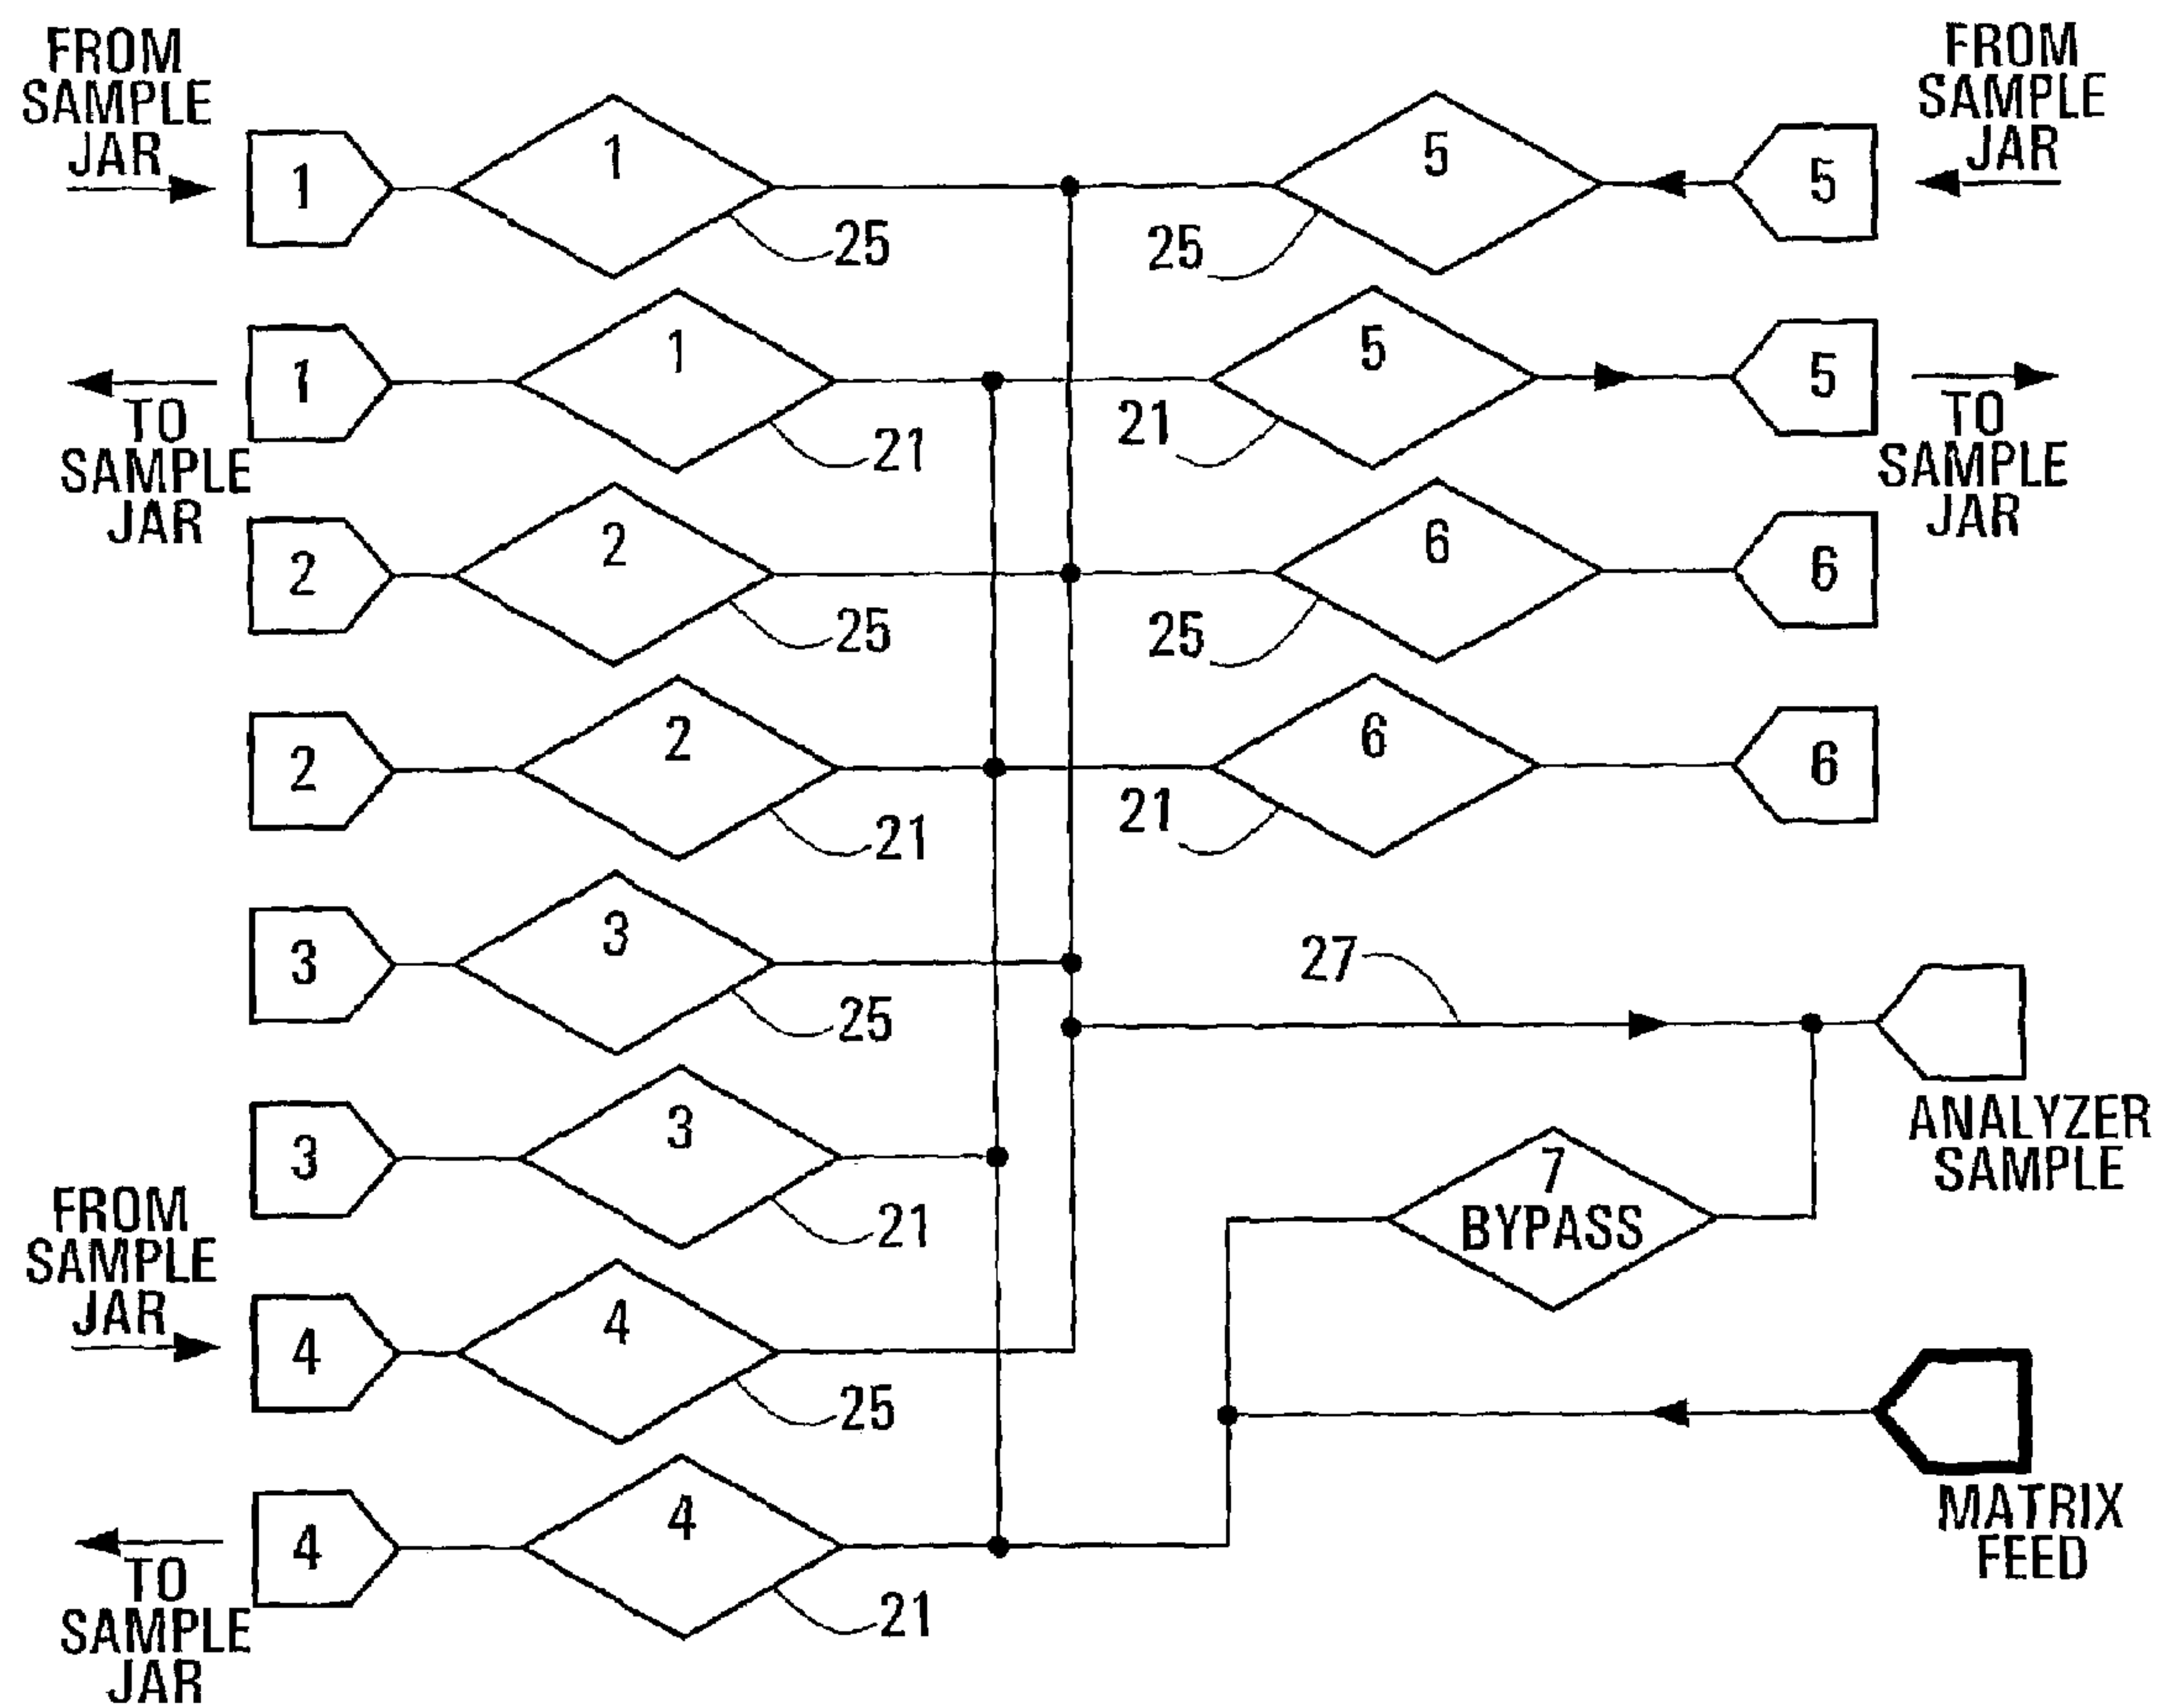 FROM
SAMPLE
JAR
FROM
SAMPLE
JAR
1
1
5
5
25
25
1
1
5
5
TO
SAMPLE
JAR
21
21
TO
SAMPLE
JAR
2
2
6
6
25
25
2
2
6
6
21
21
3
3
27
25
ANALYZER
SAMPLE
3
3
7
BYPASS
21
FROM
SAMPLE
JAR
4
4
25
MATRIX
FEED
4
4
TO
SAMPLE
JAR
21